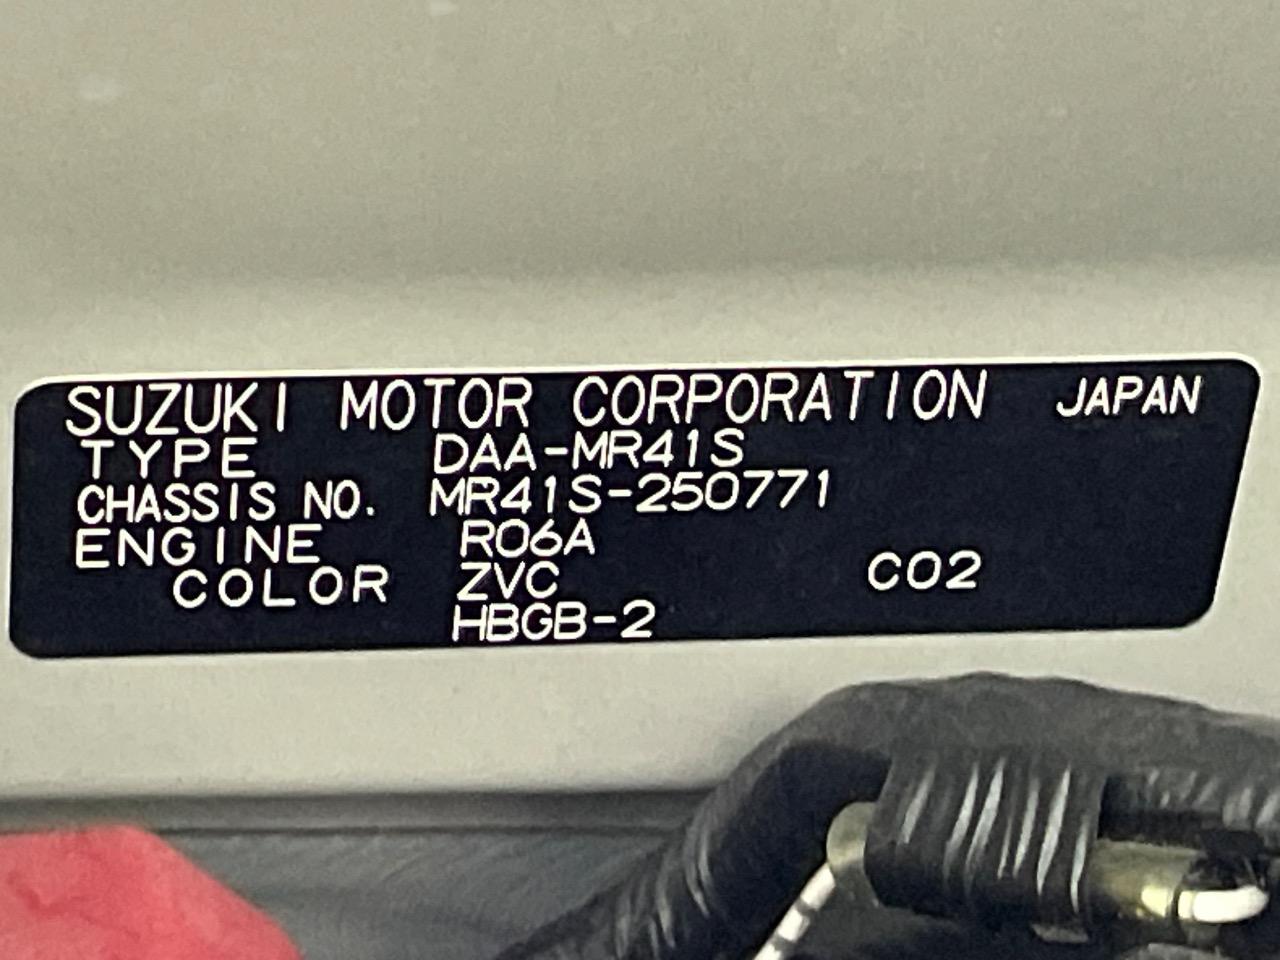 SUZUKI MOTOR CORPORATION JAPAN
TYPE DAA-MR41S
CHASSIS NO. MR41S-250771
ENGINE R06A
COLOR ZVC C02
HBGB-2